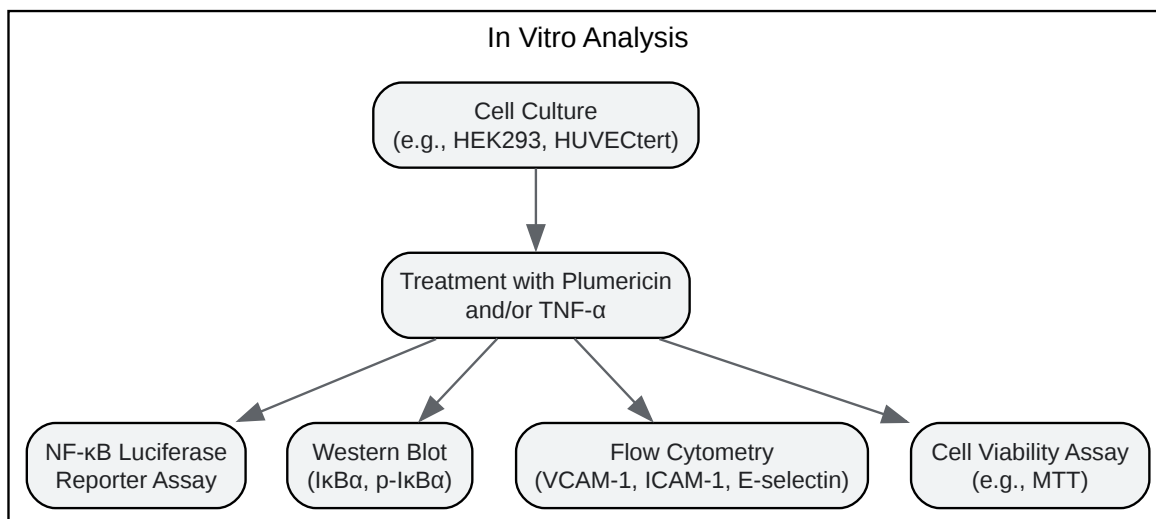 In Vitro Analysis
Cell Culture
(e.g., HEK293, HUVECtert)
Treatment with Plumericin
and/or TNF-α
NF-κB Luciferase
Reporter Assay
Western Blot
(IκBα, p-IκBα)
Flow Cytometry
(VCAM-1, ICAM-1, E-selectin)
Cell Viability Assay
(e.g., MTT)